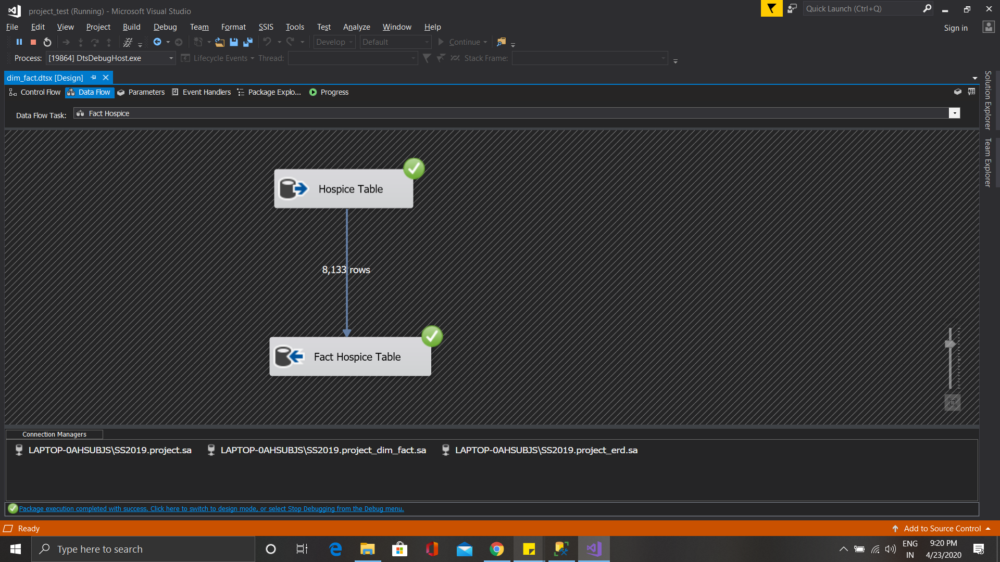 project_test (Running) - Microsoft Visual Studio
Quick Launch (Ctrl+Q)
File Edit View Project Build Debug Team Format SSIS Tools Test Analyze Window Help
Sign in
Develop Default Continue
Process: [19864] DtsDebugHost.exe Lifecycle Events Thread: Stack Frame:
dim_fact.dtsx [Design]
Control Flow Data Flow Parameters Event Handlers Package Explo... Progress
Data Flow Task: Fact Hospice
Solution Explorer
Team Explorer
Hospice Table
8,133 rows
Fact Hospice Table
Connection Managers
LAPTOP-0AHSUBJS\SS2019.project.sa LAPTOP-0AHSUBJS\SS2019.project_dim_fact.sa LAPTOP-0AHSUBJS\SS2019.project_erd.sa
Package execution completed with success. Click here to switch to design mode, or select Stop Debugging from the Debug menu.
Ready
Add to Source Control
Type here to search
ENG
IN
9:20 PM
4/23/2020